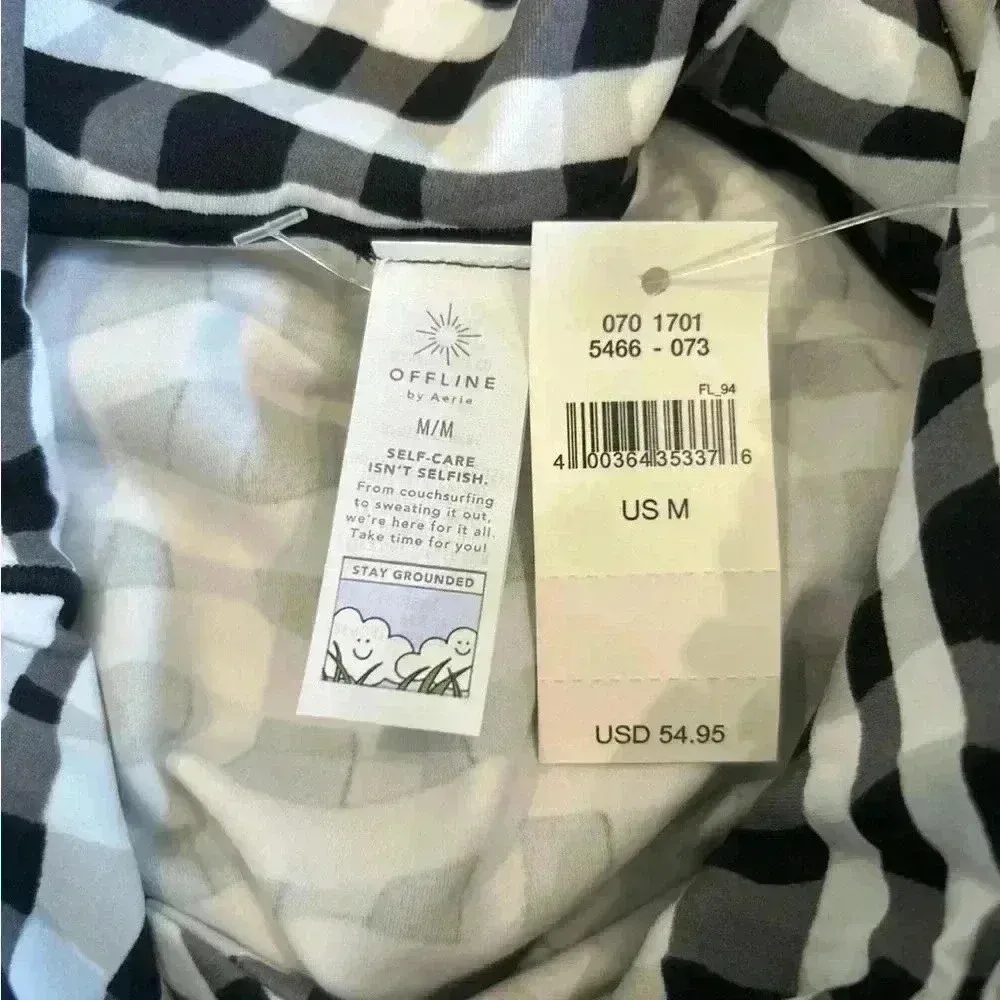 OFFLINE
by Aerie
M/M
SELF-CARE
ISN'T SELFISH.
From couchsurfing
to sweating it out,
we're here for it all.
Take time for you!
STAY GROUNDED
070 1701
5466 - 073
FL_94
4 00364 35337 6
US M
USD 54.95